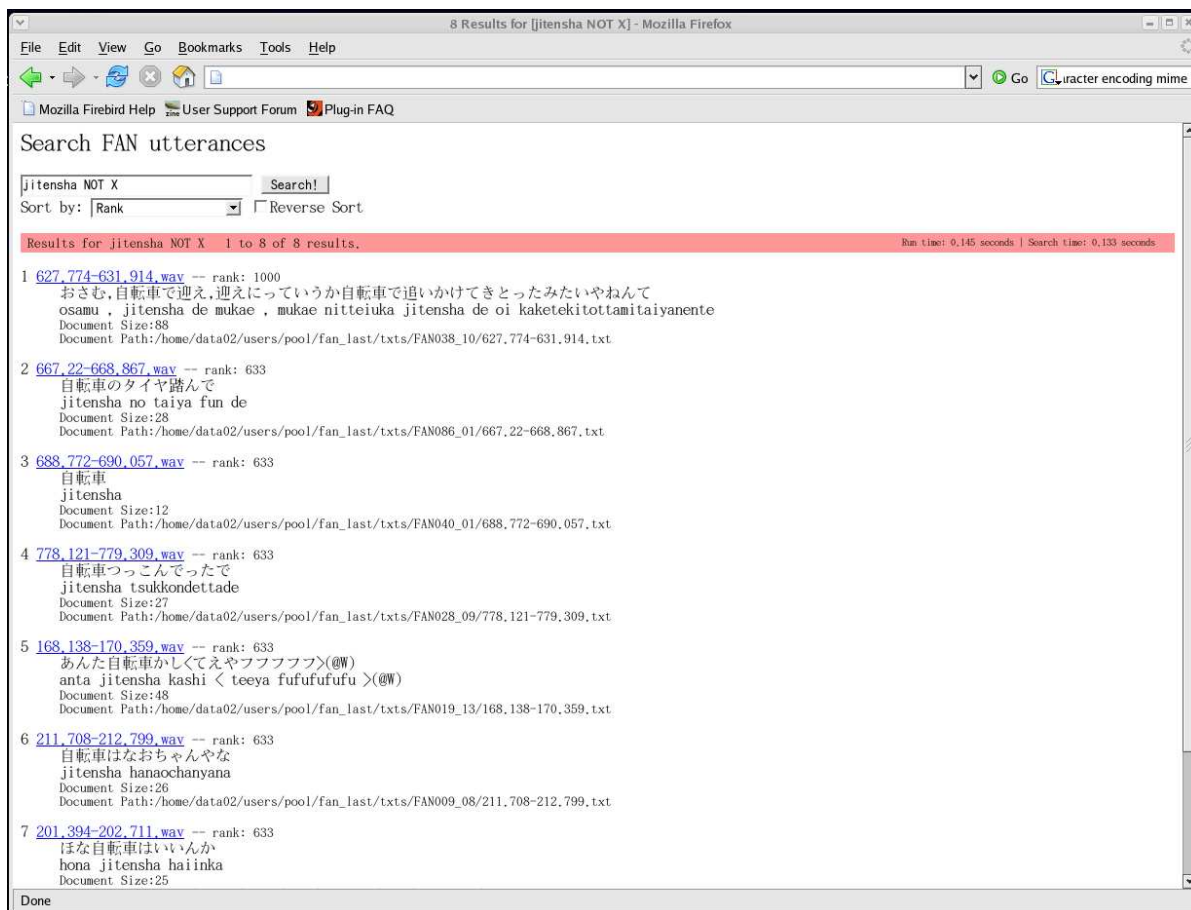 8 Results for [jitensha NOT X] - Mozilla Firefox
File Edit View Go Bookmarks Tools Help
Go G aracter encoding mime
Mozilla Firebird Help zine User Support Forum Plug-in FAQ
Search FAN utterances
jitensha NOT X Search!
Sort by: Rank Reverse Sort
Results for jitensha NOT X 1 to 8 of 8 results. Run time: 0.145 seconds | Search time: 0.133 seconds
1 627.774-631.914.wav -- rank: 1000
おさむ,自転車で迎え,迎えにっていうか自転車で追いかけてきとったみたいやねんて
osamu , jitensha de mukae , mukae nitteiuka jitensha de oi kaketekitottamitaiyanente
Document Size:88
Document Path:/home/data02/users/pool/fan_last/txts/FAN038_10/627.774-631.914.txt
2 667.22-668.867.wav -- rank: 633
自転車のタイヤ踏んで
jitensha no taiya fun de
Document Size:28
Document Path:/home/data02/users/pool/fan_last/txts/FAN086_01/667.22-668.867.txt
3 688.772-690.057.wav -- rank: 633
自転車
jitensha
Document Size:12
Document Path:/home/data02/users/pool/fan_last/txts/FAN040_01/688.772-690.057.txt
4 778.121-779.309.wav -- rank: 633
自転車つっこんでったで
jitensha tsukkondettade
Document Size:27
Document Path:/home/data02/users/pool/fan_last/txts/FAN028_09/778.121-779.309.txt
5 168.138-170.359.wav -- rank: 633
あんた自転車かし<てえやフフフフフ>(@W)
anta jitensha kashi < teeya fufufufufu >(@W)
Document Size:48
Document Path:/home/data02/users/pool/fan_last/txts/FAN019_13/168.138-170.359.txt
6 211.708-212.799.wav -- rank: 633
自転車はなおちゃんやな
jitensha hanaochanyana
Document Size:26
Document Path:/home/data02/users/pool/fan_last/txts/FAN009_08/211.708-212.799.txt
7 201.394-202.711.wav -- rank: 633
ほな自転車はいいんか
hona jitensha haiinka
Document Size:25
Done